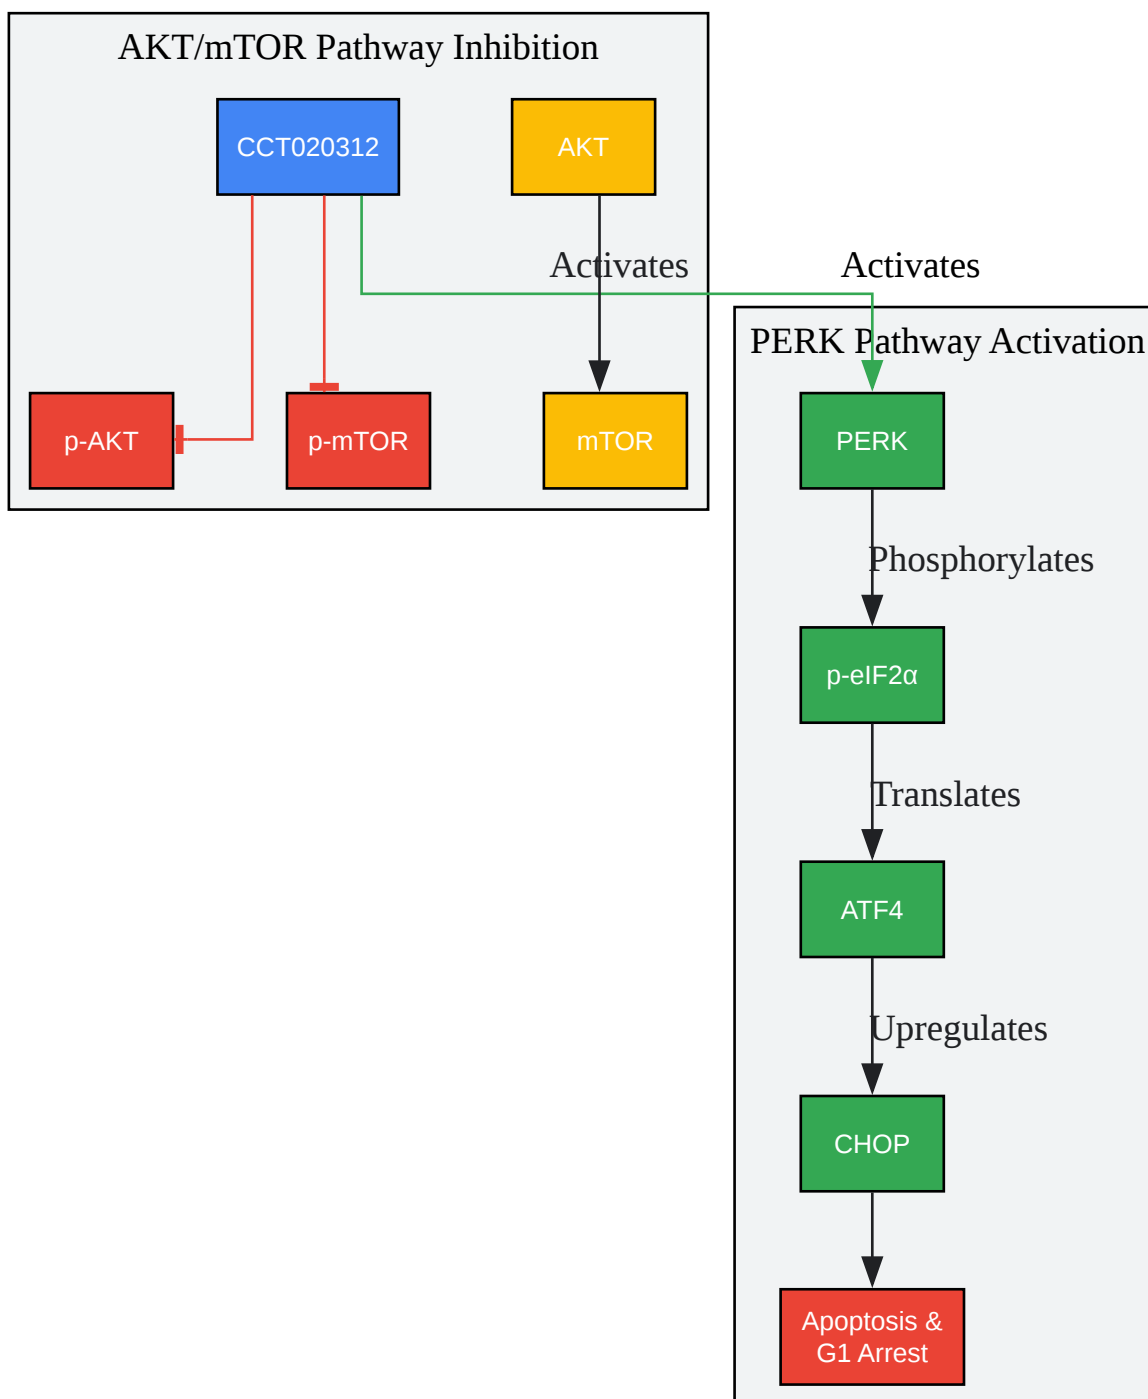 AKT/mTOR Pathway Inhibition
CCT020312
AKT
Activates
Activates
PERK Pathway Activation
p-AKT
p-mTOR
mTOR
PERK
Phosphorylates
p-eIF2α
Translates
ATF4
Upregulates
CHOP
Apoptosis &
G1 Arrest